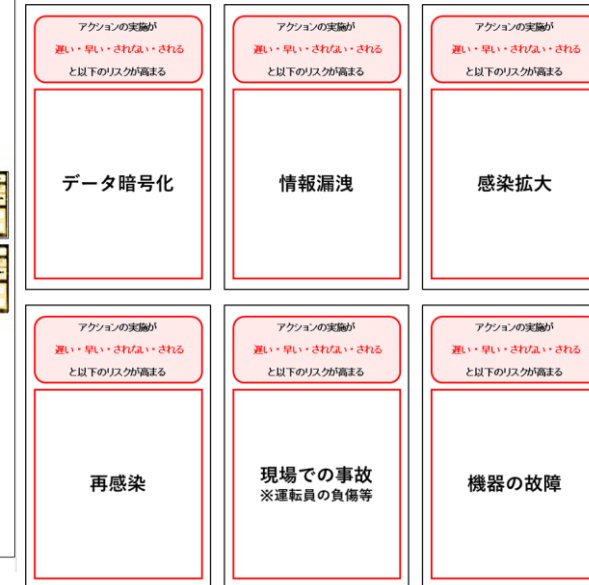 アクションの実施が
遅い・早い・されない・される
と以下のリスクが高まる
データ暗号化
アクションの実施が
遅い・早い・されない・される
と以下のリスクが高まる
情報漏洩
アクションの実施が
遅い・早い・されない・される
と以下のリスクが高まる
感染拡大
アクションの実施が
遅い・早い・されない・される
と以下のリスクが高まる
再感染
アクションの実施が
遅い・早い・されない・される
と以下のリスクが高まる
現場での事故
※運転員の負傷等
アクションの実施が
遅い・早い・されない・される
と以下のリスクが高まる
機器の故障